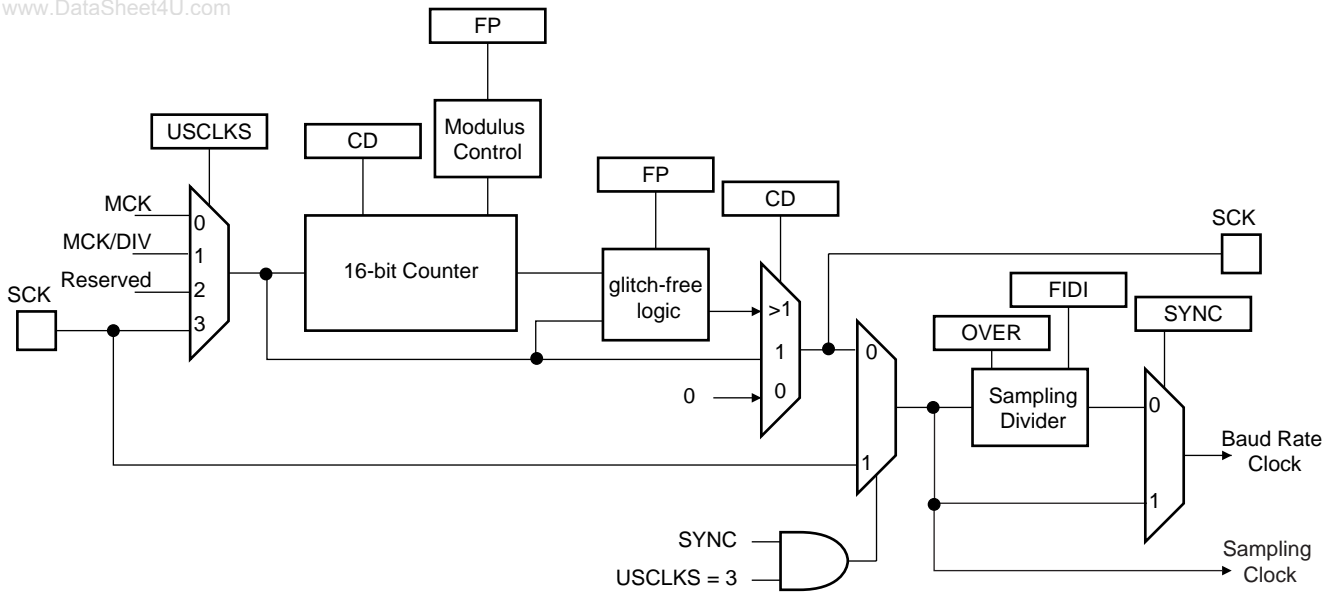 www.DataSheet4U.com
FP
USCLKS
CD
Modulus
Control
FP
CD
MCK
MCK/DIV
Reserved
SCK
0
1
2
3
16-bit Counter
glitch-free
logic
>1
1
0
0
SCK
FIDI
OVER
SYNC
0
1
Sampling
Divider
0
1
Baud Rate
Clock
SYNC
USCLKS = 3
Sampling
Clock